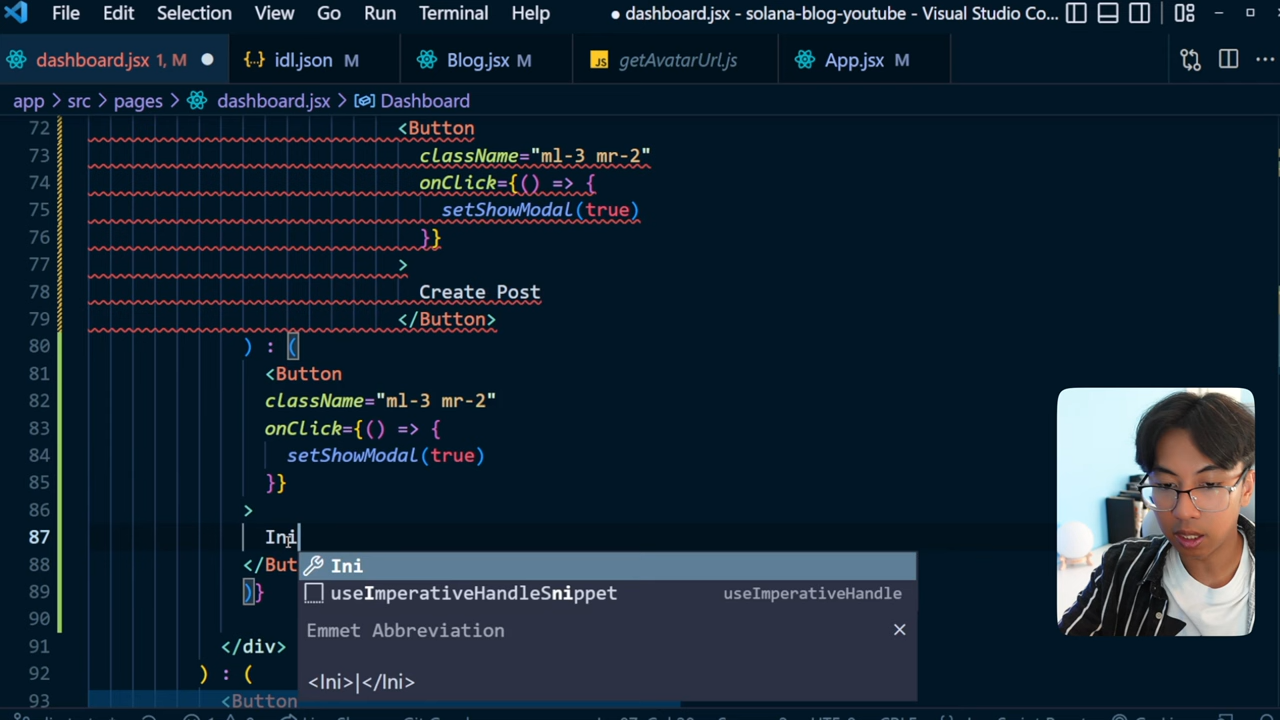 File Edit Selection View Go Run Terminal Help ● dashboard.jsx - solana-blog-youtube - Visual Studio Co...
dashboard.jsx 1, M ● idl.json M Blog.jsx M JS getAvatarUrl.js App.jsx M
app > src > pages > dashboard.jsx > Dashboard
72 <Button
73 className="ml-3 mr-2"
74 onClick={() => {
75 setShowModal(true)
76 }}
77 >
78 Create Post
79 </Button>
80 ) : (
81 <Button
82 className="ml-3 mr-2"
83 onClick={() => {
84 setShowModal(true)
85 }}
86 >
87 Ini
88 </But
89 )}
90
91 </div>
92 ) : (
93 <Button
Ini
useImperativeHandleSnippet useImperativeHandle
Emmet Abbreviation
<Ini>|</Ini>